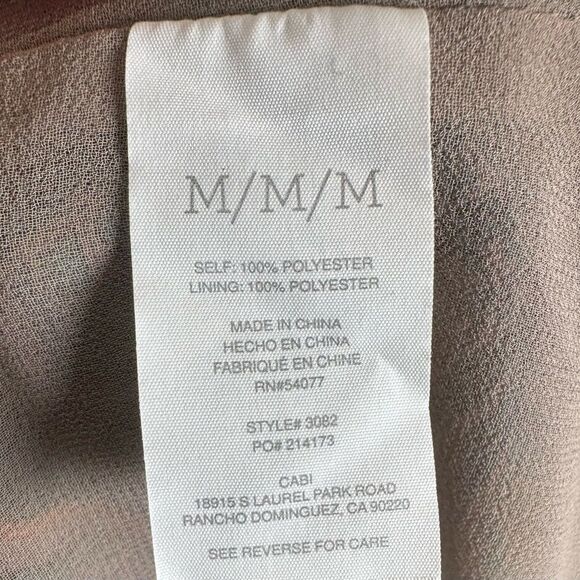 M/M/M
SELF: 100% POLYESTER
LINING: 100% POLYESTER
MADE IN CHINA
HECHO EN CHINA
FABRIQUÉ EN CHINE
RN#54077
STYLE# 3082
PO# 214173
CABI
18915 S LAUREL PARK ROAD
RANCHO DOMINGUEZ, CA 90220
SEE REVERSE FOR CARE